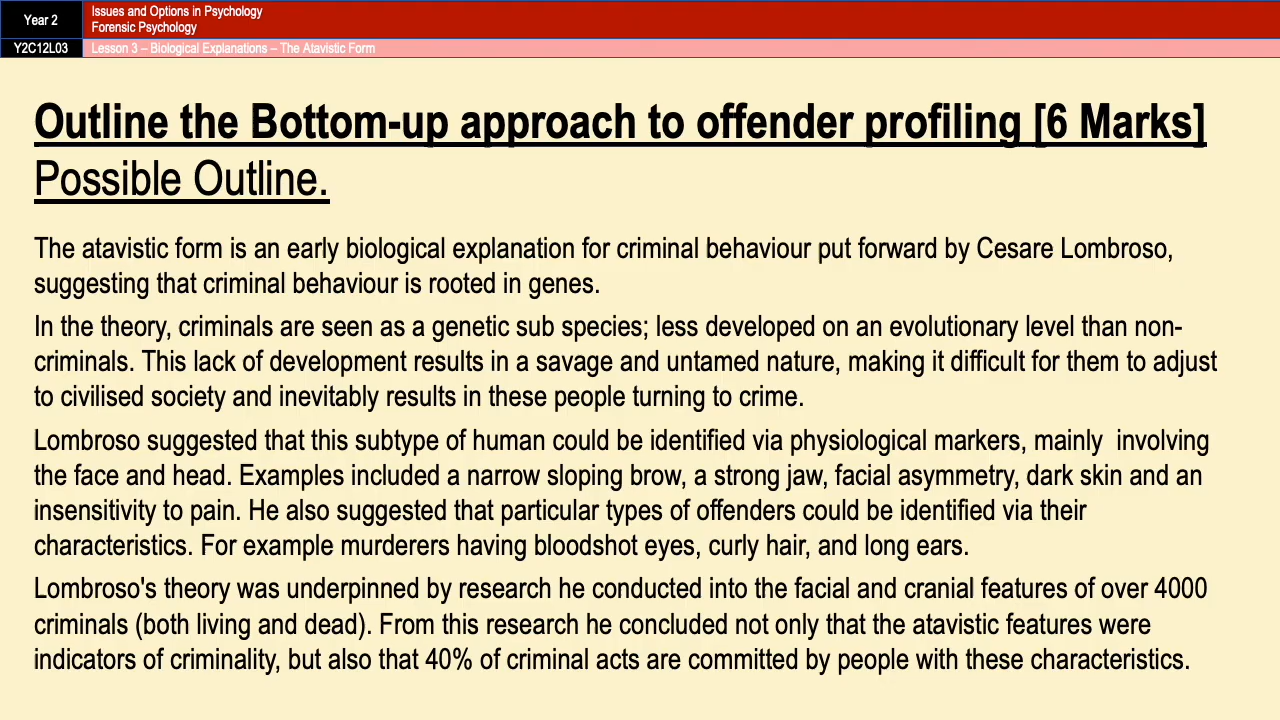 Year 2
Issues and Options in Psychology
Forensic Psychology
Y2C12L03
Lesson 3 – Biological Explanations – The Atavistic Form
Outline the Bottom-up approach to offender profiling [6 Marks]
Possible Outline.
The atavistic form is an early biological explanation for criminal behaviour put forward by Cesare Lombroso,
suggesting that criminal behaviour is rooted in genes.
In the theory, criminals are seen as a genetic sub species; less developed on an evolutionary level than non-
criminals. This lack of development results in a savage and untamed nature, making it difficult for them to adjust
to civilised society and inevitably results in these people turning to crime.
Lombroso suggested that this subtype of human could be identified via physiological markers, mainly  involving
the face and head. Examples included a narrow sloping brow, a strong jaw, facial asymmetry, dark skin and an
insensitivity to pain. He also suggested that particular types of offenders could be identified via their
characteristics. For example murderers having bloodshot eyes, curly hair, and long ears.
Lombroso's theory was underpinned by research he conducted into the facial and cranial features of over 4000
criminals (both living and dead). From this research he concluded not only that the atavistic features were
indicators of criminality, but also that 40% of criminal acts are committed by people with these characteristics.